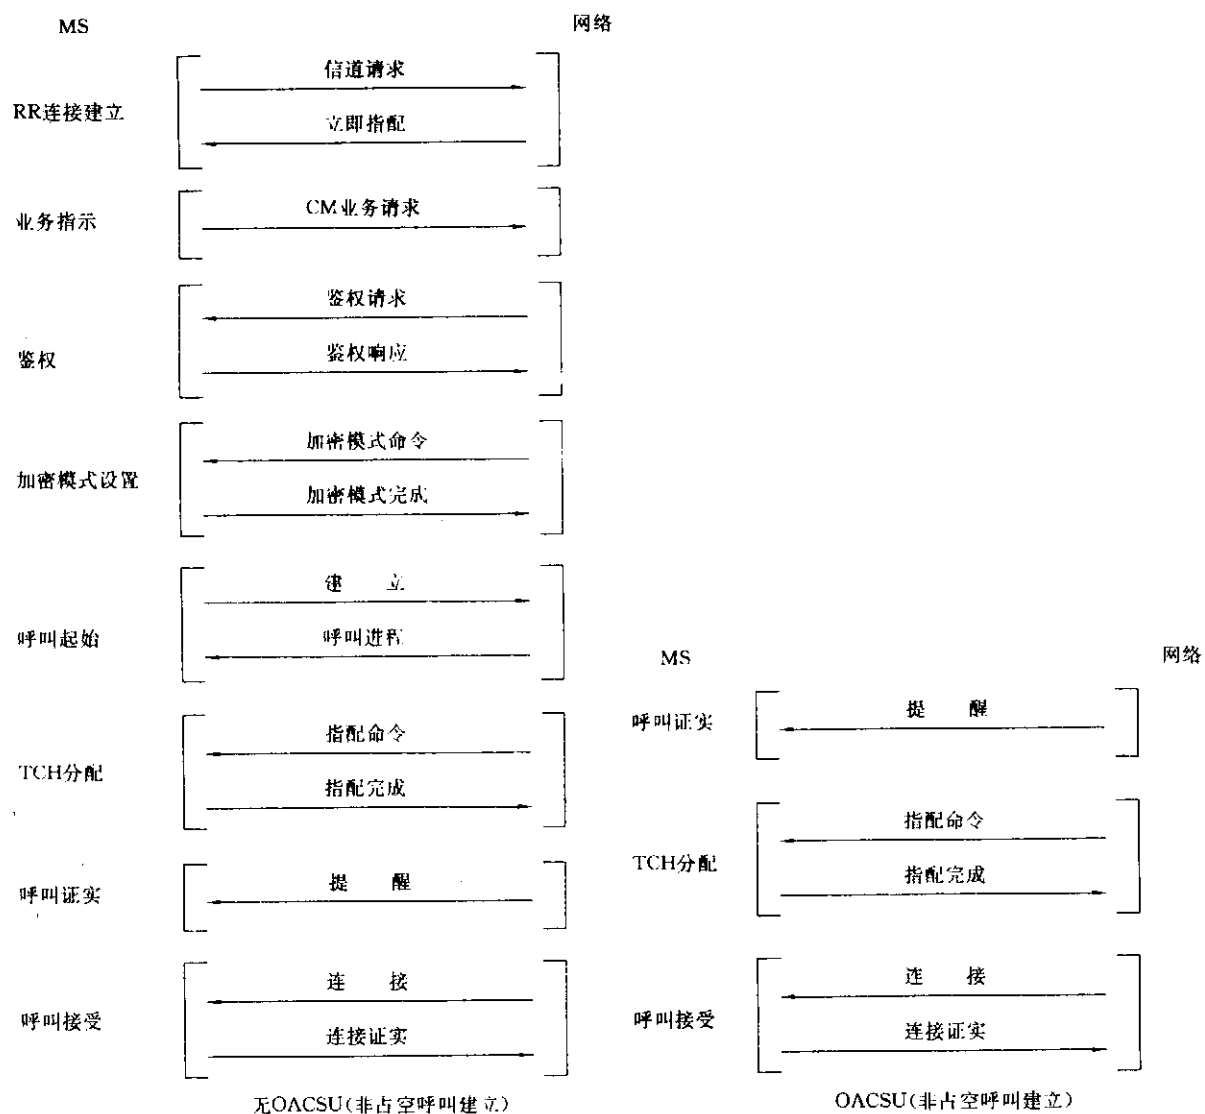 MS 网络
信道请求
RR连接建立
立即指配
CM业务请求
业务指示
鉴权请求
鉴权响应
鉴权
加密模式命令
加密模式设置
加密模式完成
建 立
呼叫起始
呼叫进程
指配命令
TCH分配
指配完成
提 醒
呼叫证实
连 接
呼叫接受
连接证实
无OACSU(非占空呼叫建立)
MS 网络
提 醒
呼叫证实
指配命令
TCH分配
指配完成
连 接
呼叫接受
连接证实
OACSU(非占空呼叫建立)